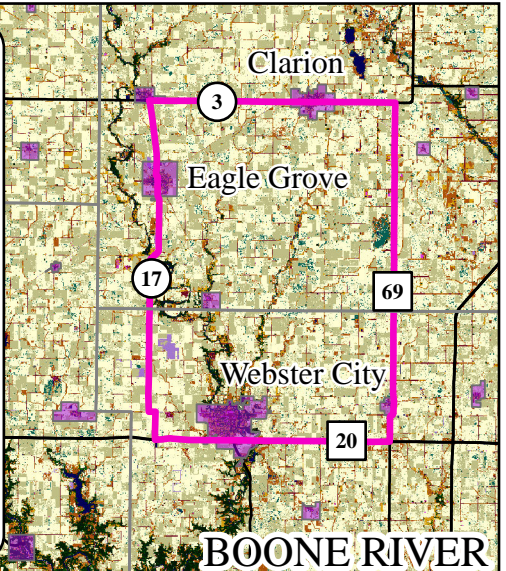 Clarion
3
Eagle Grove
17
69
Webster City
20
BOONE RIVER